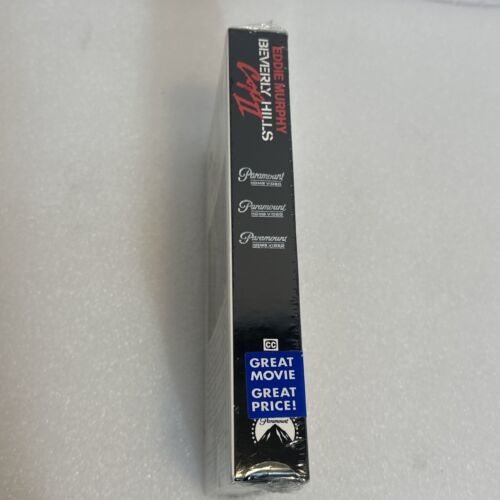 EDDIE MURPHY
BEVERLY HILLS
Cop II
Paramount
HOME VIDEO
Paramount
HOME VIDEO
Paramount
HOME VIDEO
CC
GREAT
MOVIE
GREAT
PRICE!
Paramount